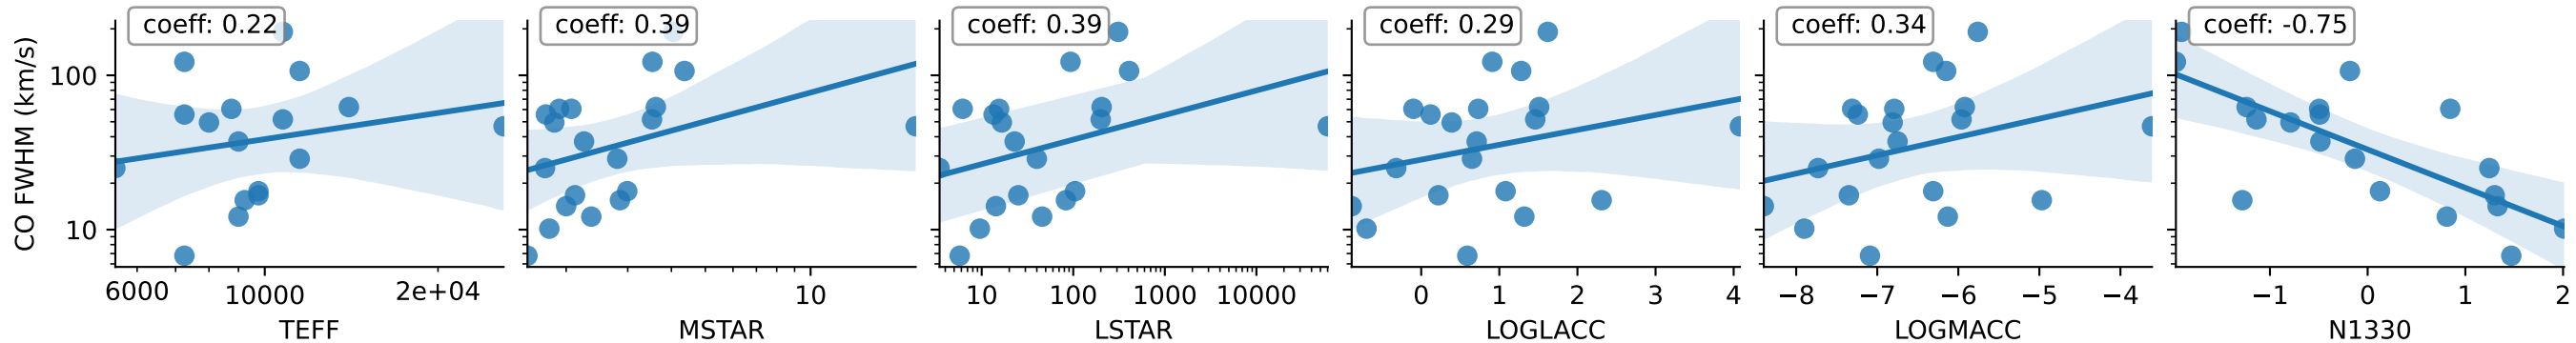 coeff: 0.22
coeff: 0.39
coeff: 0.39
coeff: 0.29
coeff: 0.34
coeff: -0.75
CO FWHM (km/s)
100
10
6000 10000 2e+04
10
10 100 1000 10000
0 1 2 3 4
−8 −7 −6 −5 −4
−1 0 1 2
TEFF
MSTAR
LSTAR
LOGLACC
LOGMACC
N1330